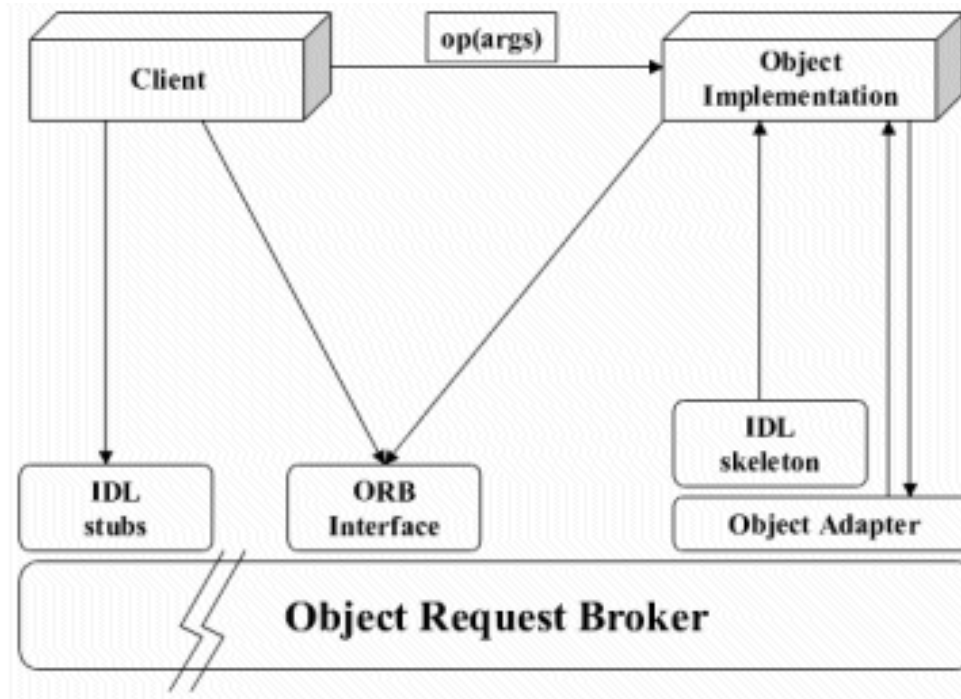 op(args)
Client
Object
Implementation
IDL
skeleton
IDL
stubs
ORB
Interface
Object Adapter
Object Request Broker